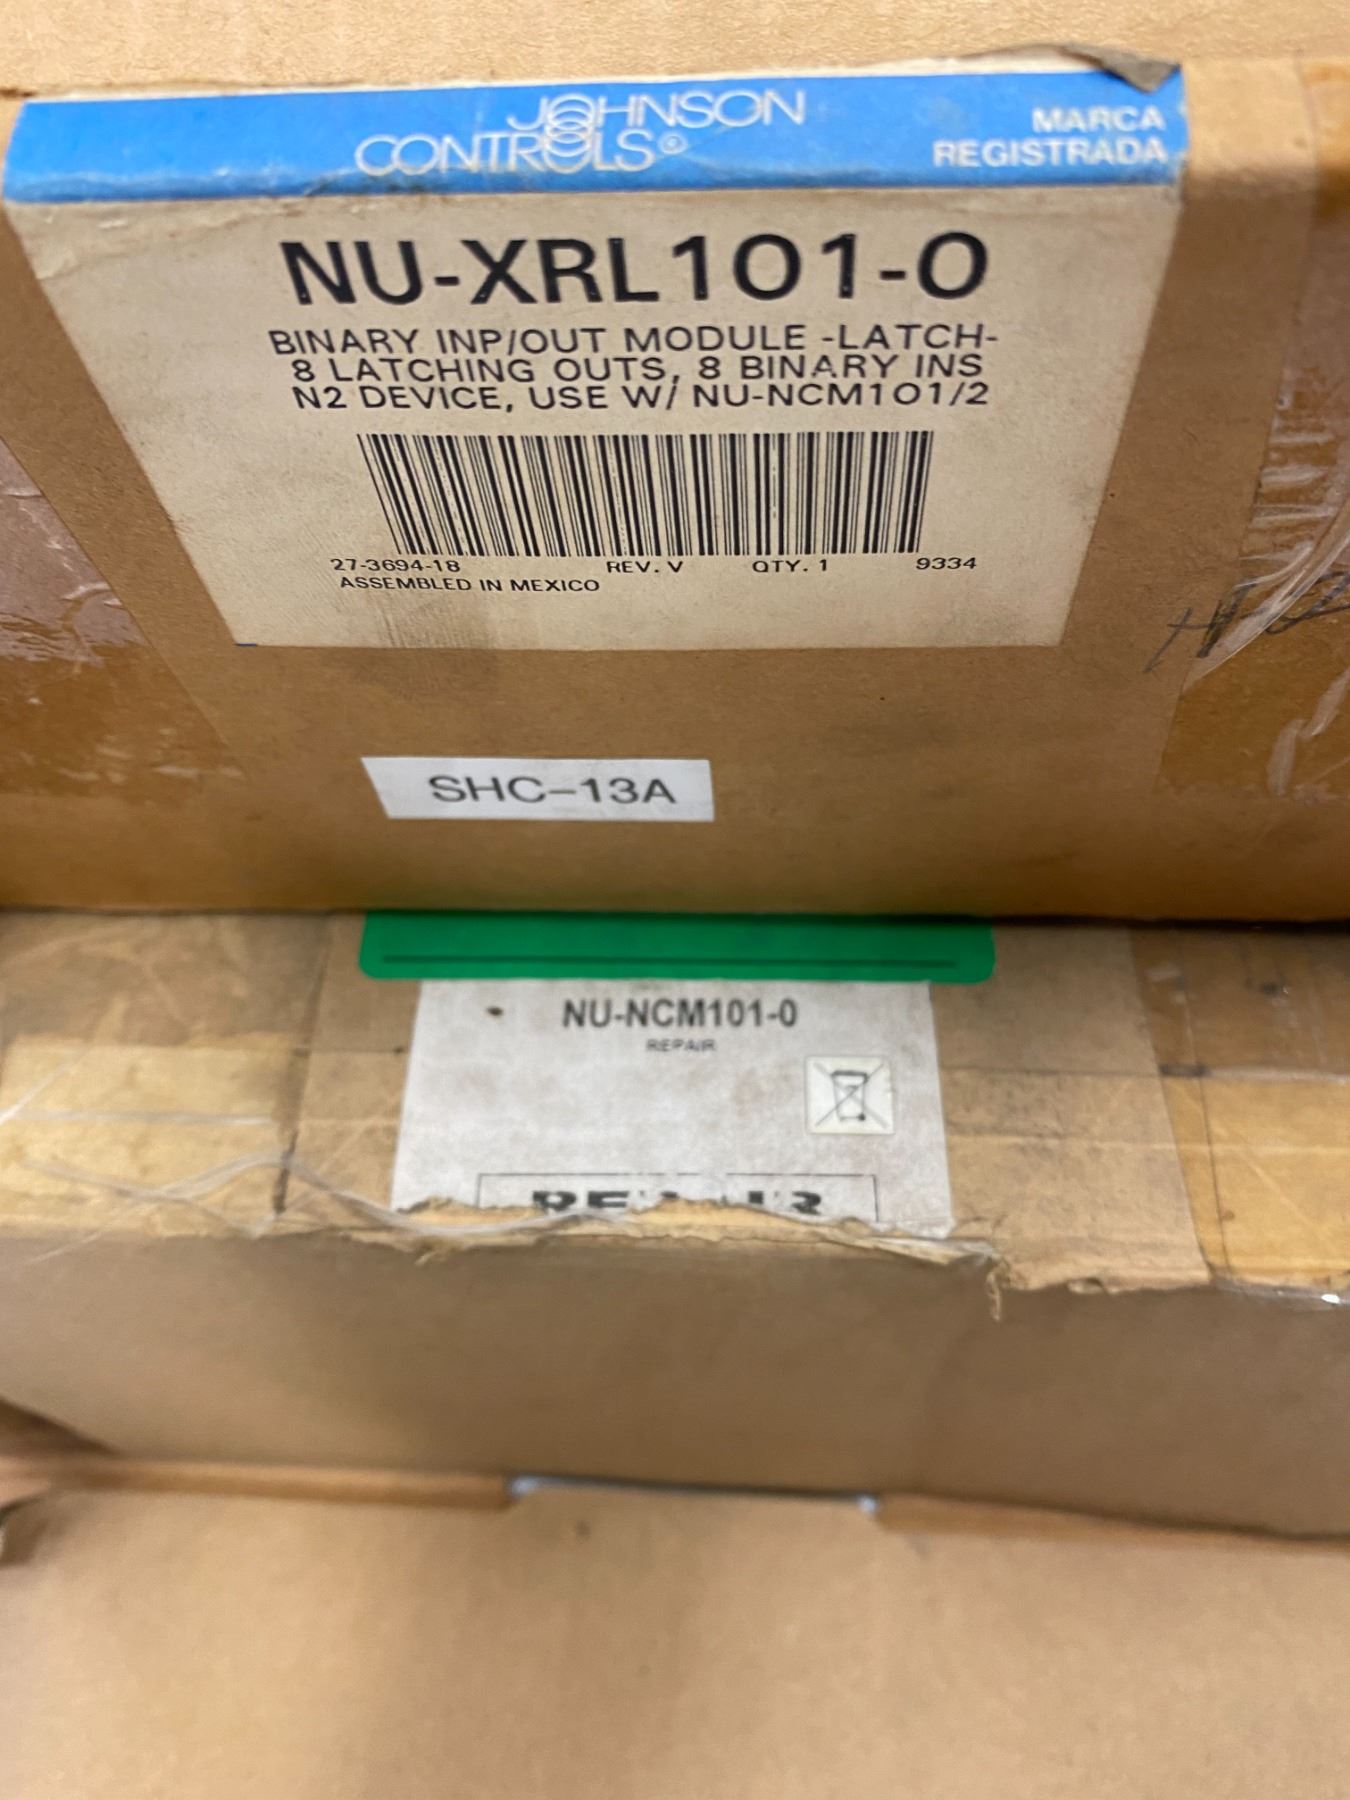 JOHNSON
CONTROLS®
MARCA
REGISTRADA
NU-XRL101-0
BINARY INP/OUT MODULE -LATCH-
8 LATCHING OUTS, 8 BINARY INS
N2 DEVICE, USE W/ NU-NCM101/2
27-3694-18 REV. V QTY. 1 9334
ASSEMBLED IN MEXICO
SHC-13A
NU-NCM101-0
REPAIR